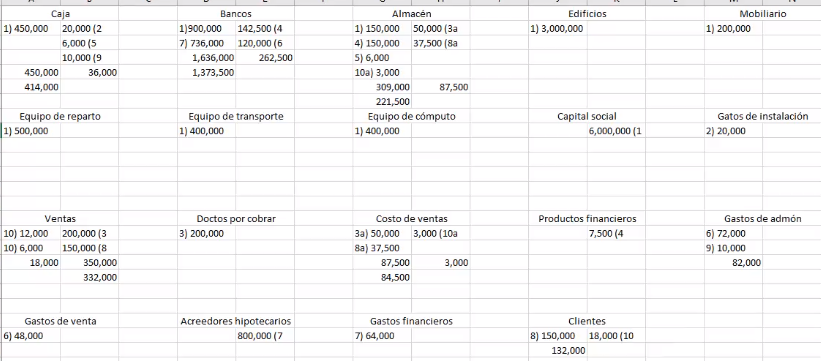 Caja Bancos Almacén Edificios Mobiliario
1) 450,000 20,000 (2 1)900,000 142,500 (4 1) 150,000 50,000 (3a 1) 3,000,000 1) 200,000
6,000 (5 7) 736,000 120,000 (6 4) 150,000 37,500 (8a
10,000 (9 1,636,000 262,500 5) 6,000
450,000 36,000 1,373,500 10a) 3,000
414,000 309,000 87,500
221,500
Equipo de reparto Equipo de transporte Equipo de cómputo Capital social Gatos de instalación
1) 500,000 1) 400,000 1) 400,000 6,000,000 (1 2) 20,000
Ventas Doctos por cobrar Costo de ventas Productos financieros Gastos de admón
10) 12,000 200,000 (3 3) 200,000 3a) 50,000 3,000 (10a 7,500 (4 6) 72,000
10) 6,000 150,000 (8 8a) 37,500 9) 10,000
18,000 350,000 87,500 3,000 82,000
332,000 84,500
Gastos de venta Acreedores hipotecarios Gastos financieros Clientes
6) 48,000 800,000 (7 7) 64,000 8) 150,000 18,000 (10
132,000